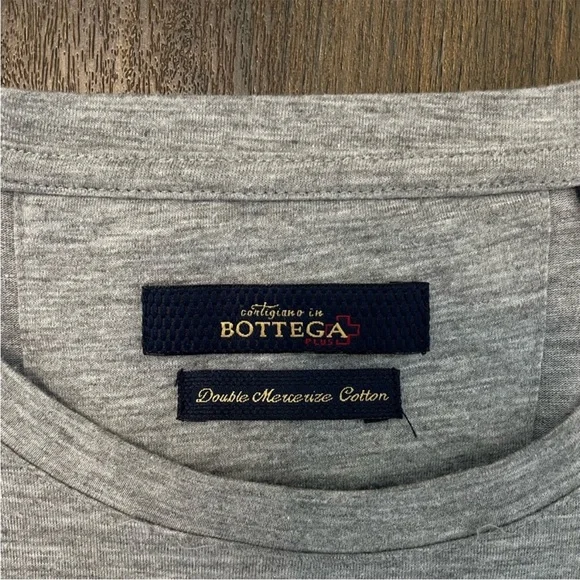 cortigiano in
BOTTEGA
PLUS
Double Mercerize Cotton